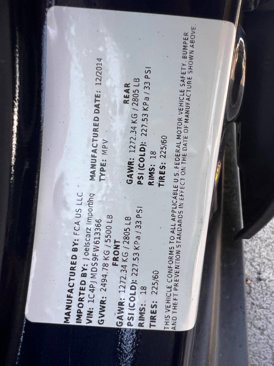 MANUFACTURED BY: FCA US LLC
IMPORTED BY: Jobscarz Importing
VIN: 1C4PJMDS9FW613366 MANUFACTURED DATE: 12/2014
GVWR: 2494.78 KG / 5500 LB TYPE: MPV
FRONT REAR
GAWR: 1272.34 KG / 2805 LB GAWR: 1272.34 KG / 2805 LB
PSI(COLD): 227.53 KPa / 33 PSI PSI(COLD): 227.53 KPa / 33 PSI
RIMS: 18 RIMS: 18
TIRES: 225/60 TIRES: 225/60
THIS VEHICLE CONFORMS TO ALL APPLICABLE U.S. FEDERAL MOTOR VEHICLE SAFETY, BUMPER
AND THEFT PREVENTION STANDARDS IN EFFECT ON THE DATE OF MANUFACTURE SHOWN ABOVE.